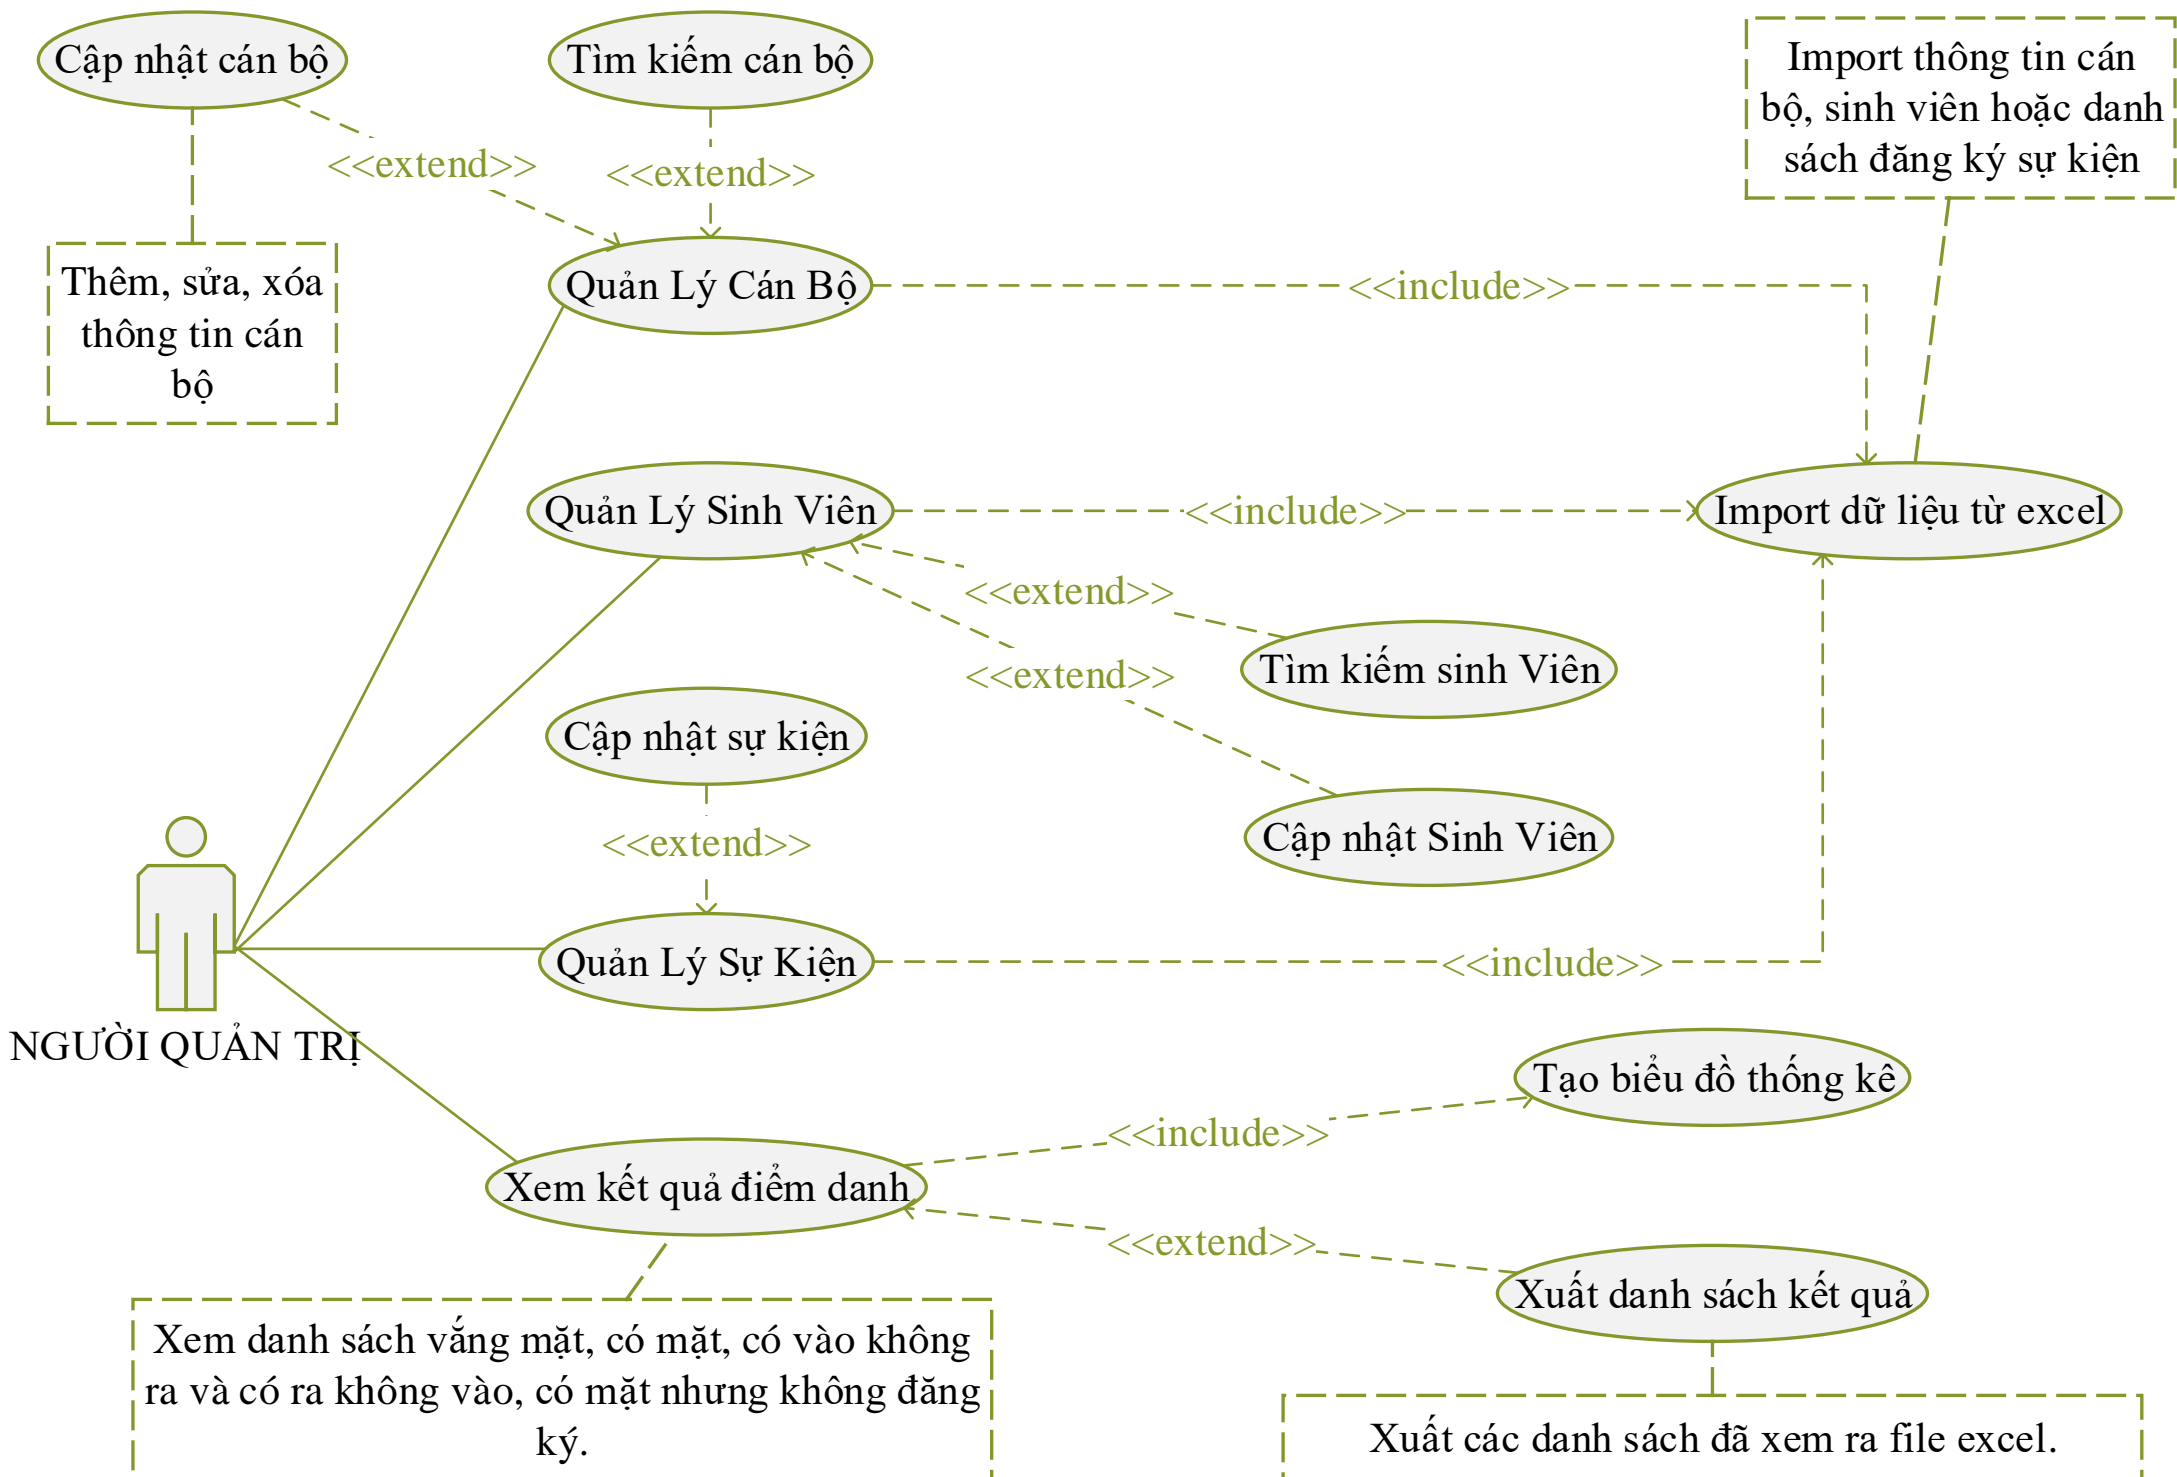 Cập nhật cán bộ
Tìm kiếm cán bộ
Import thông tin cán
bộ, sinh viên hoặc danh
sách đăng ký sự kiện
<<extend>>
<<extend>>
Thêm, sửa, xóa
thông tin cán
bộ
Quản Lý Cán Bộ
<<include>>
Quản Lý Sinh Viên
<<include>>
Import dữ liệu từ excel
<<extend>>
Tìm kiếm sinh Viên
<<extend>>
Cập nhật sự kiện
<<extend>>
Cập nhật Sinh Viên
Quản Lý Sự Kiện
<<include>>
NGƯỜI QUẢN TRỊ
Tạo biểu đồ thống kê
<<include>>
Xem kết quả điểm danh
<<extend>>
Xuất danh sách kết quả
Xem danh sách vắng mặt, có mặt, có vào không
ra và có ra không vào, có mặt nhưng không đăng
ký.
Xuất các danh sách đã xem ra file excel.